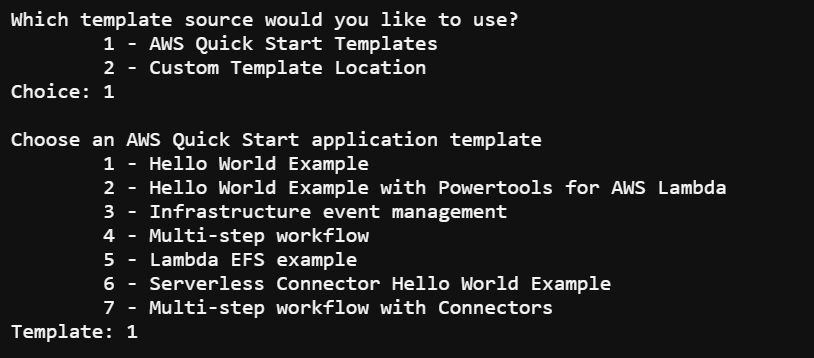 Which template source would you like to use?
        1 - AWS Quick Start Templates
        2 - Custom Template Location
Choice: 1

Choose an AWS Quick Start application template
        1 - Hello World Example
        2 - Hello World Example with Powertools for AWS Lambda
        3 - Infrastructure event management
        4 - Multi-step workflow
        5 - Lambda EFS example
        6 - Serverless Connector Hello World Example
        7 - Multi-step workflow with Connectors
Template: 1